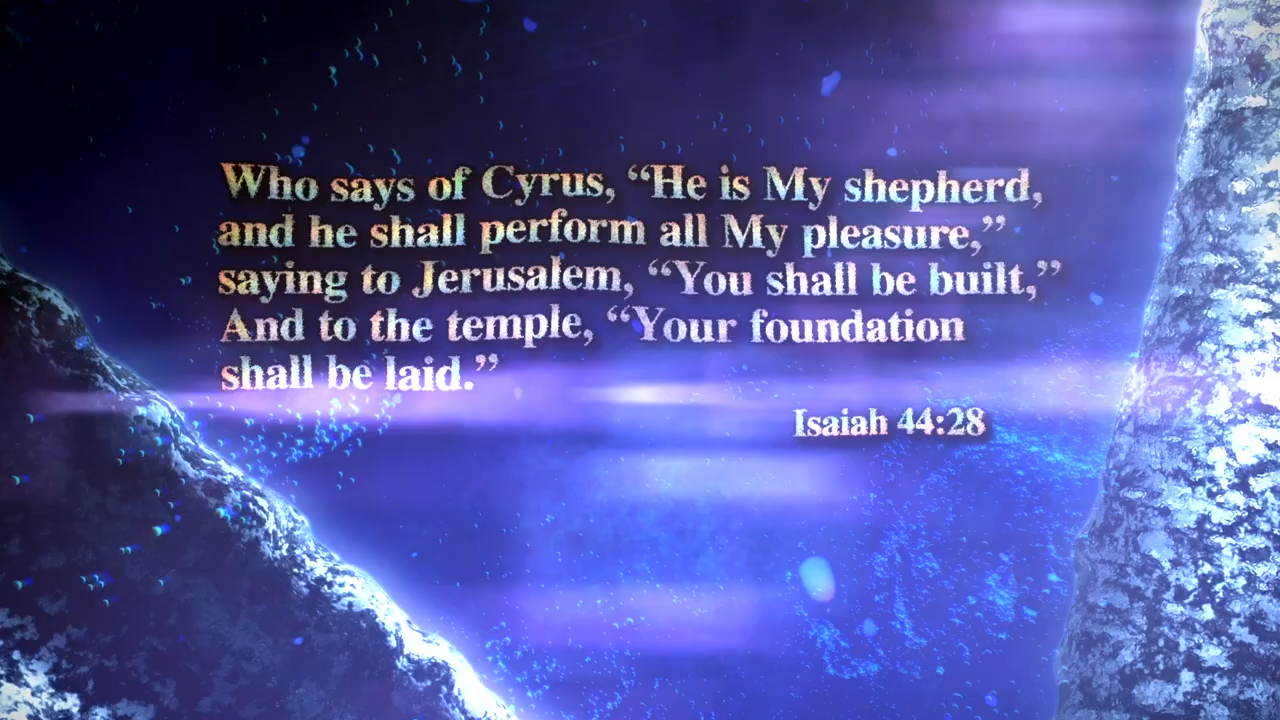 Who says of Cyrus, “He is My shepherd,
and he shall perform all My pleasure,”
saying to Jerusalem, “You shall be built,”
And to the temple, “Your foundation
shall be laid.”
Isaiah 44:28